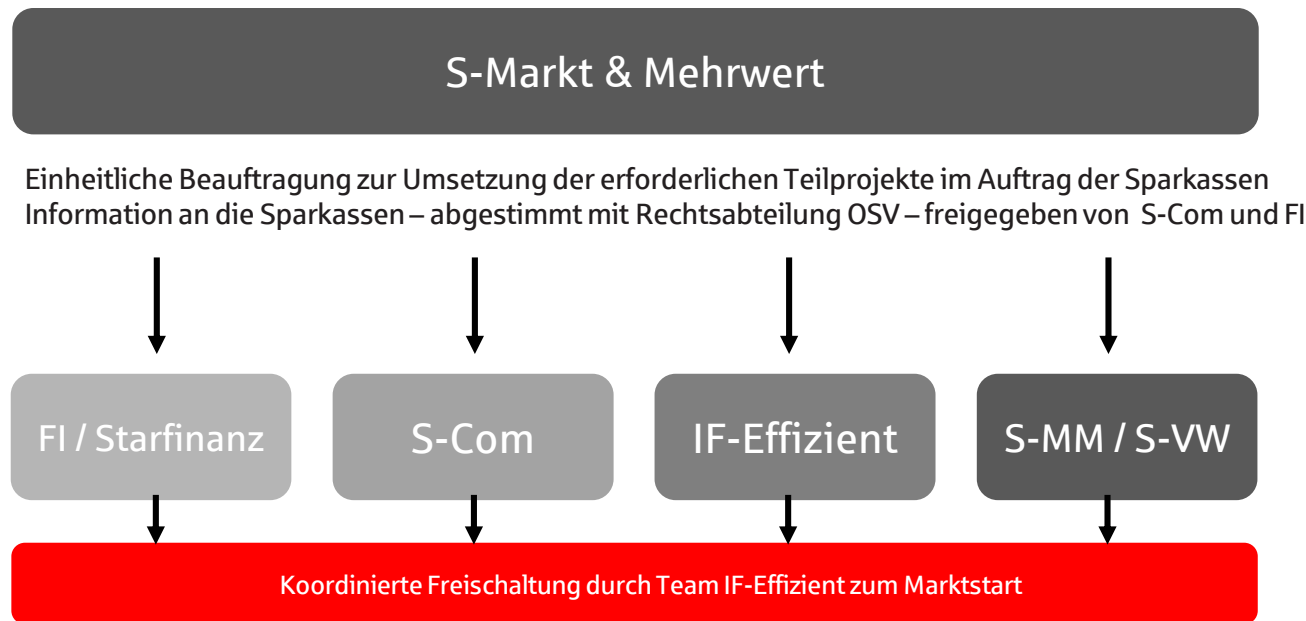 S-Markt & Mehrwert
Einheitliche Beauftragung zur Umsetzung der erforderlichen Teilprojekte im Auftrag der Sparkassen
Information an die Sparkassen – abgestimmt mit Rechtsabteilung OSV – freigegeben von S-Com und FI
FI / Starfinanz
S-Com
IF-Effizient
S-MM / S-VW
Koordinierte Freischaltung durch Team IF-Effizient zum Marktstart